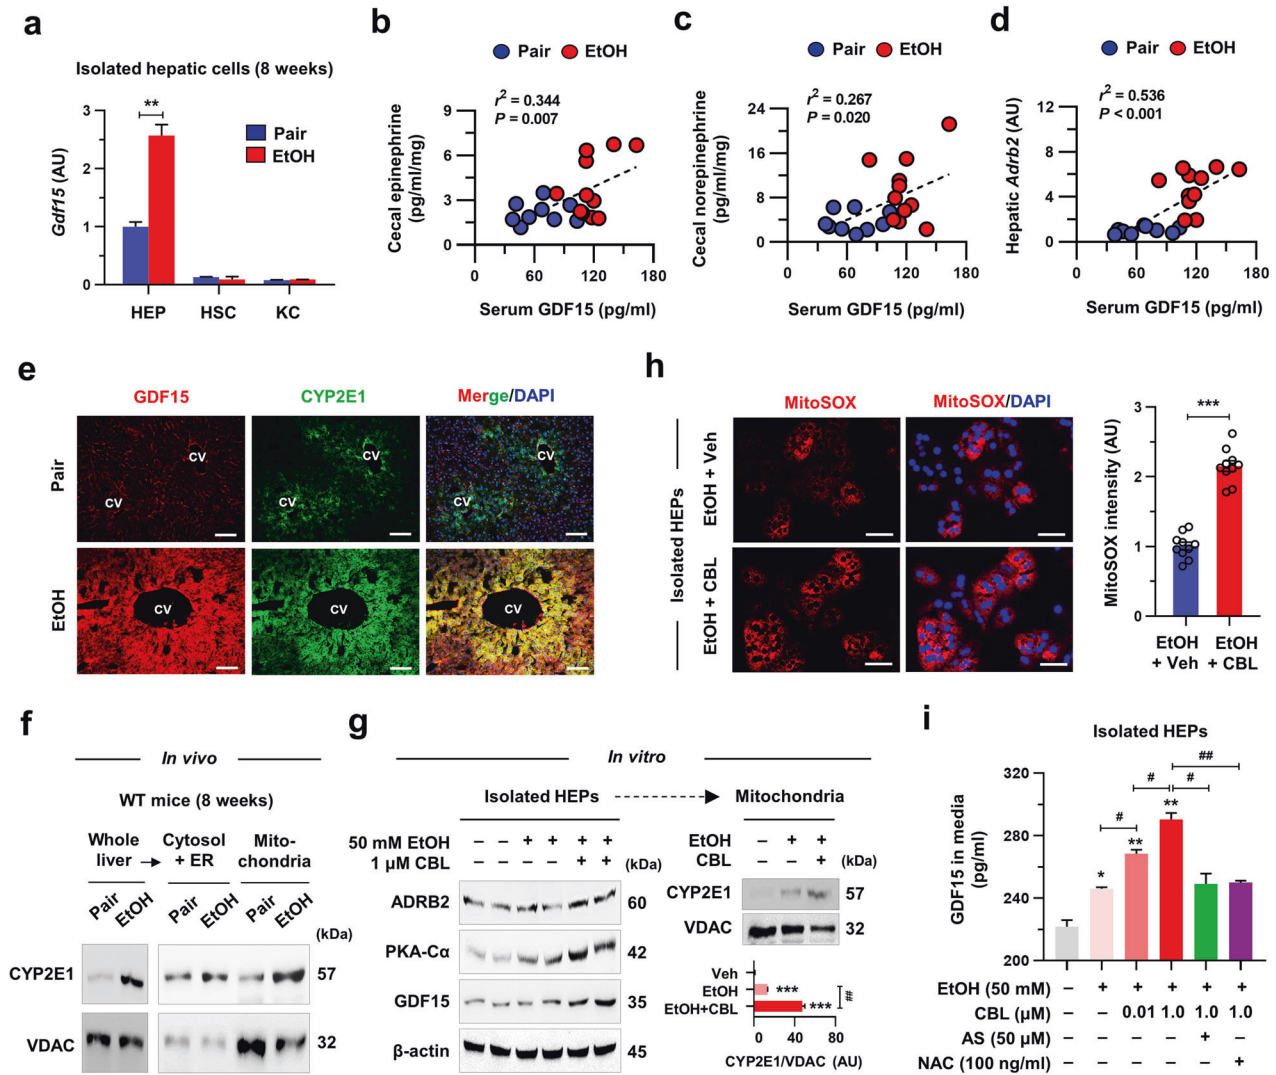 a
Isolated hepatic cells (8 weeks)
**
Pair
EtOH
Gdf15 (AU)
3
2
1
0
HEP HSC KC
b
Pair EtOH
r² = 0.344
P = 0.007
Cecal epinephrine
(pg/ml/mg)
9
6
3
0
0 60 120 180
Serum GDF15 (pg/ml)
c
Pair EtOH
r² = 0.267
P = 0.020
Cecal norepinephrine
(pg/ml/mg)
24
16
8
0
0 60 120 180
Serum GDF15 (pg/ml)
d
Pair EtOH
r² = 0.536
P < 0.001
Hepatic Adrb2 (AU)
12
8
4
0
0 60 120 180
Serum GDF15 (pg/ml)
e
GDF15 CYP2E1 Merge/DAPI
Pair
CV CV
CV CV
CV CV
EtOH
CV CV CV
h
MitoSOX MitoSOX/DAPI
Isolated HEPs
EtOH + Veh
EtOH + CBL
MitoSOX intensity (AU)
***
3
2
1
0
EtOH EtOH
+ Veh + CBL
f
In vivo
WT mice (8 weeks)
Whole Cytosol Mito-
liver + ER chondria
Pair EtOH Pair EtOH Pair EtOH
(kDa)
CYP2E1 57
VDAC 32
g
In vitro
Isolated HEPs Mitochondria
50 mM EtOH – – + + + +
1 µM CBL – – – – + + (kDa)
ADRB2 60
PKA-Cα 42
GDF15 35
β-actin 45
EtOH – + +
CBL – – + (kDa)
CYP2E1 57
VDAC 32
Veh
EtOH ***
EtOH+CBL ***
##
0 40 80
CYP2E1/VDAC (AU)
i
Isolated HEPs
GDF15 in media
(pg/ml)
320
280
240
200
##
# #
#
* ** **
EtOH (50 mM) – + + + + +
CBL (µM) – – 0.01 1.0 1.0 1.0
AS (50 µM) – – – – + –
NAC (100 ng/ml) – – – – – +